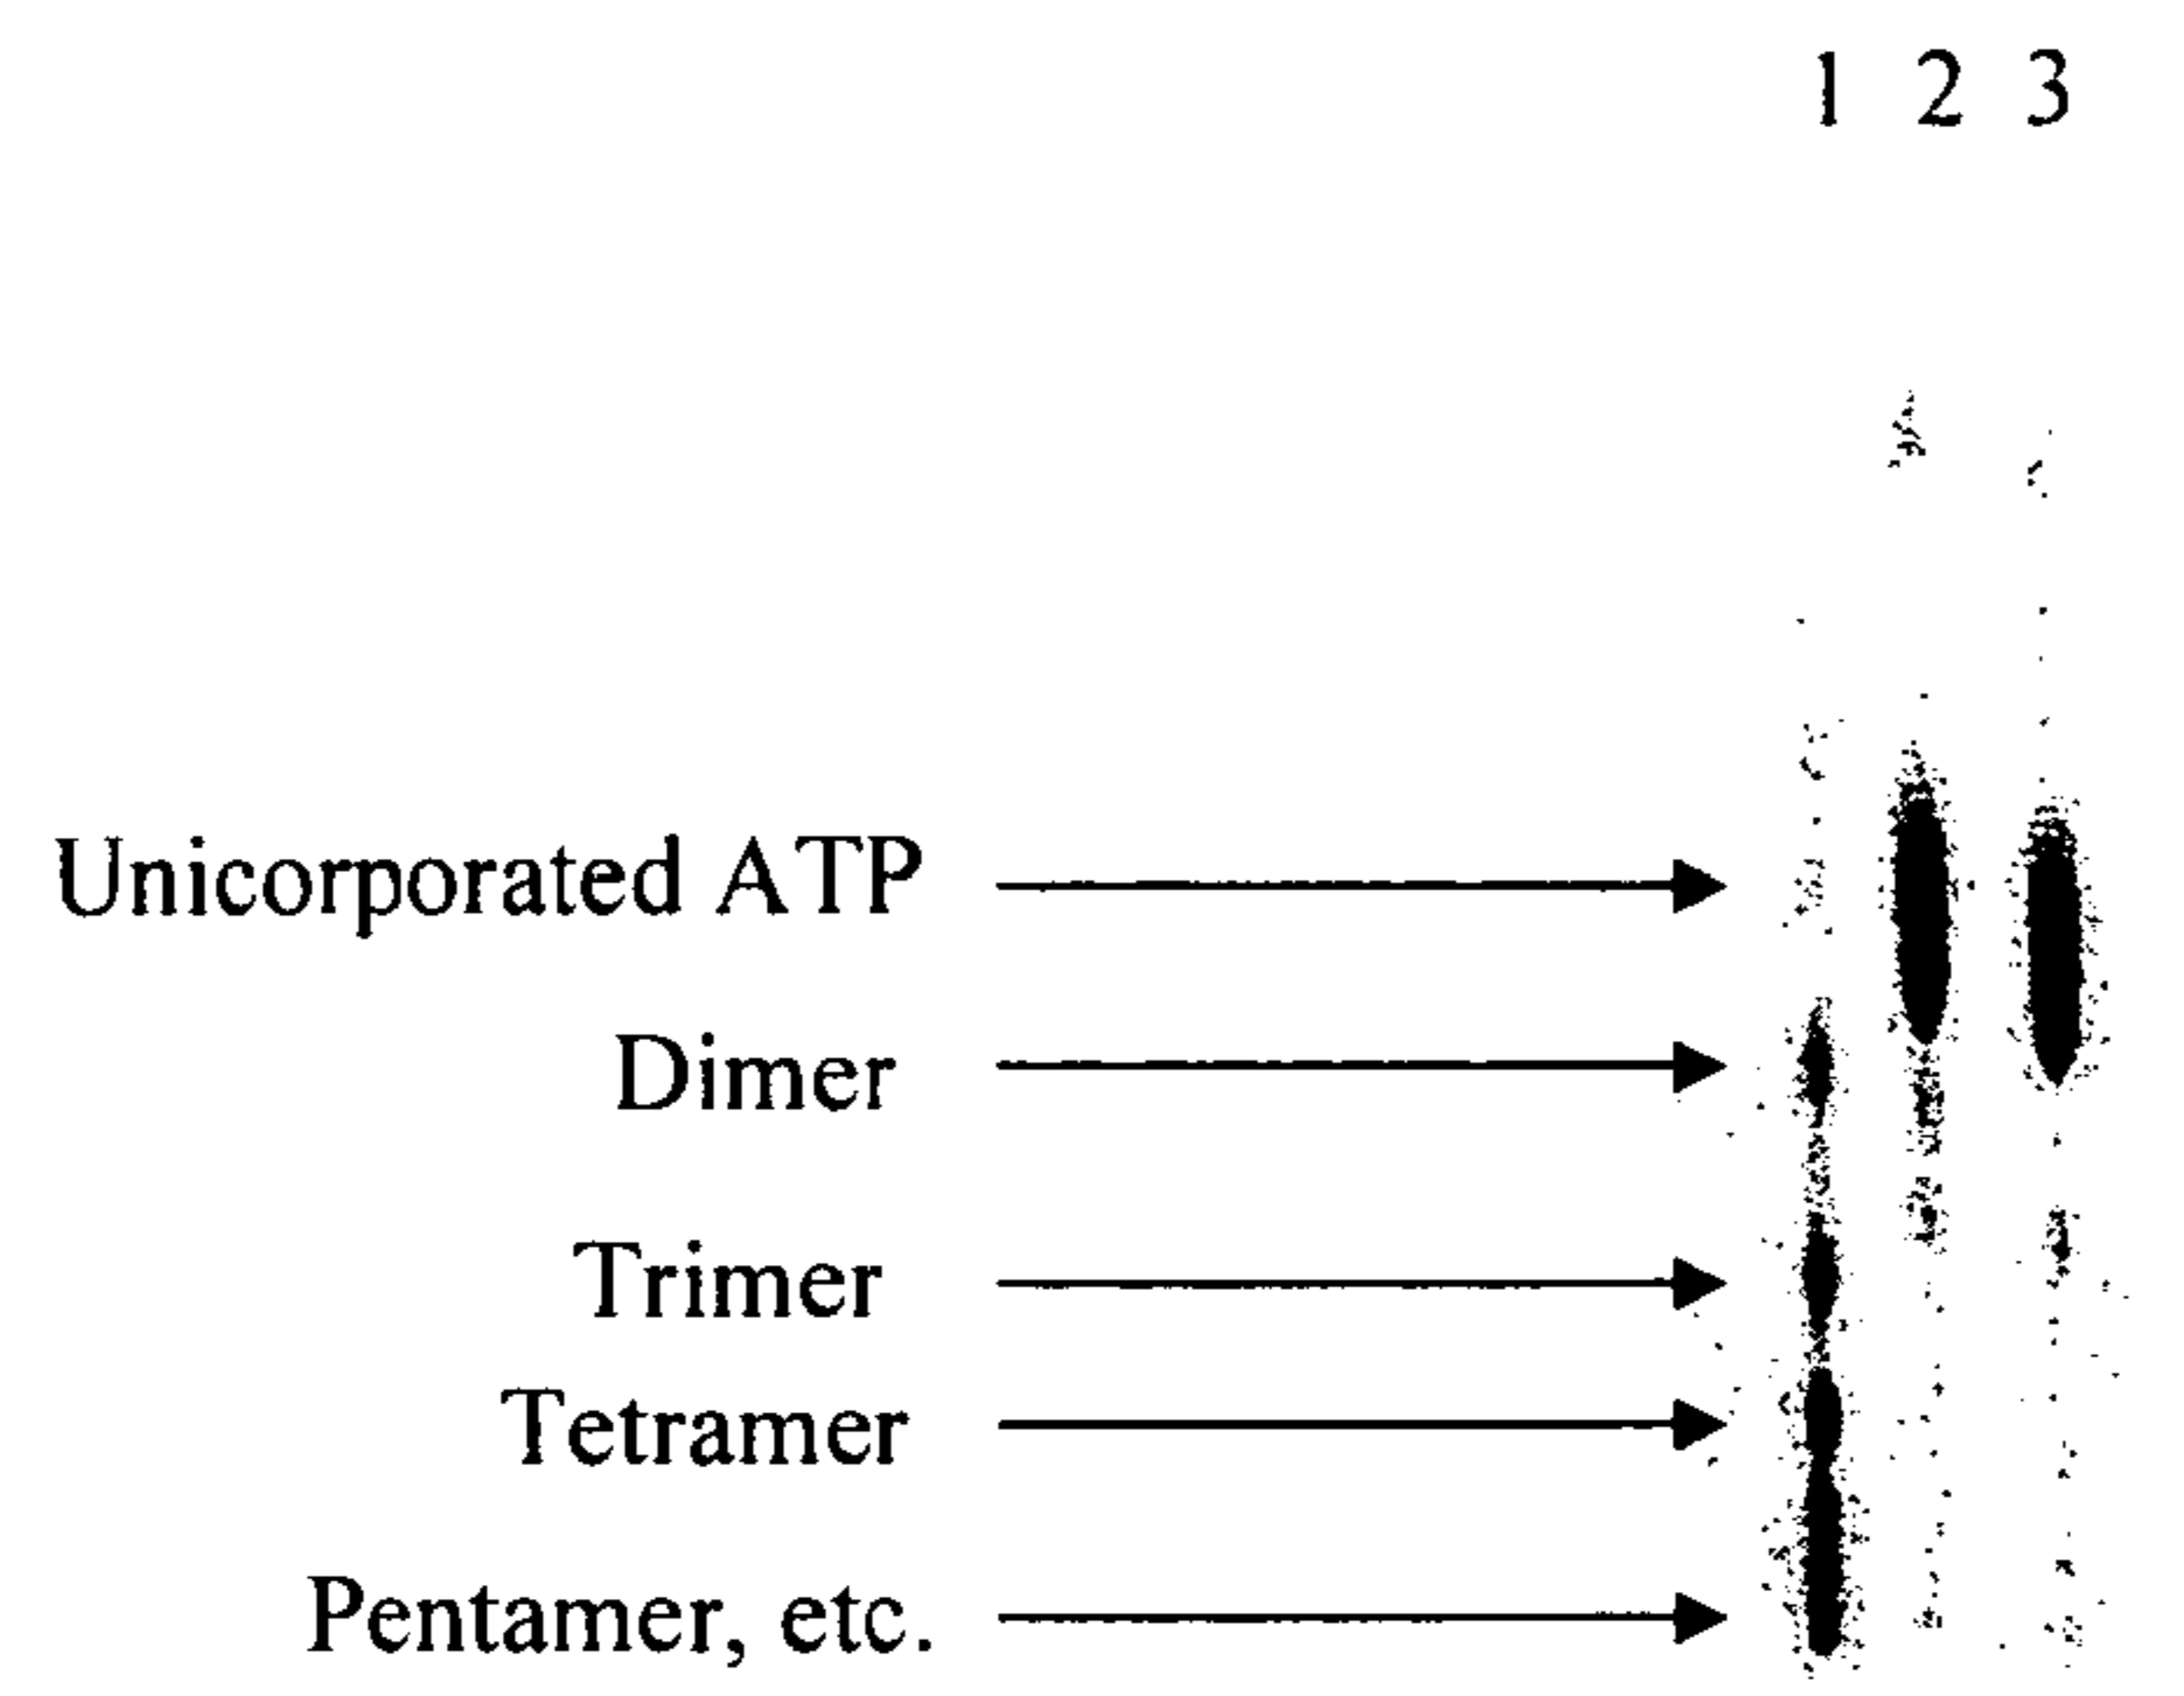 1 2 3
Unicorporated ATP
Dimer
Trimer
Tetramer
Pentamer, etc.